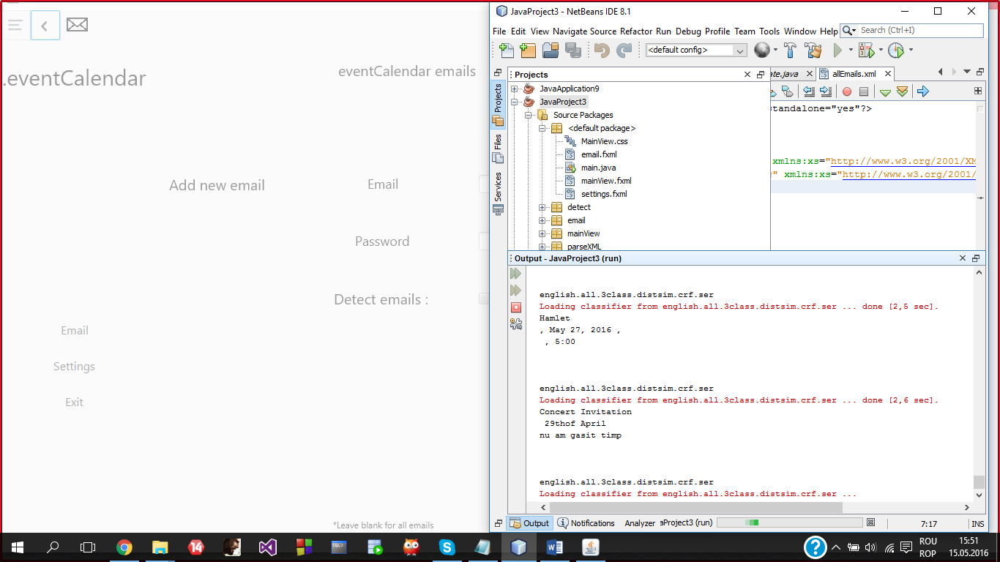 .eventCalendar
eventCalendar emails
Add new email
Email
Password
Detect emails :
Email
Settings
Exit
*Leave blank for all emails
JavaProject3 - NetBeans IDE 8.1
File Edit View Navigate Source Refactor Run Debug Profile Team Tools Window Help
Search (Ctrl+I)
<default config>
Projects
Files
Services
Projects
JavaApplication9
JavaProject3
Source Packages
<default package>
MainView.css
email.fxml
main.java
mainView.fxml
settings.fxml
detect
email
mainView
parseXML
ate.java
allEmails.xml
standalone="yes"?>
xmlns:xs="http://www.w3.org/2001/XM
" xmlns:xs="http://www.w3.org/2001/
Output - JavaProject3 (run)
english.all.3class.distsim.crf.ser
Loading classifier from english.all.3class.distsim.crf.ser ... done [2,5 sec].
Hamlet
, May 27, 2016 ,
, 5:00
english.all.3class.distsim.crf.ser
Loading classifier from english.all.3class.distsim.crf.ser ... done [2,6 sec].
Concert Invitation
29thof April
nu am gasit timp
english.all.3class.distsim.crf.ser
Loading classifier from english.all.3class.distsim.crf.ser ...
Output
Notifications
Analyzer
aProject3 (run)
7:17
INS
14
SQL
ROU
ROP
15:51
15.05.2016